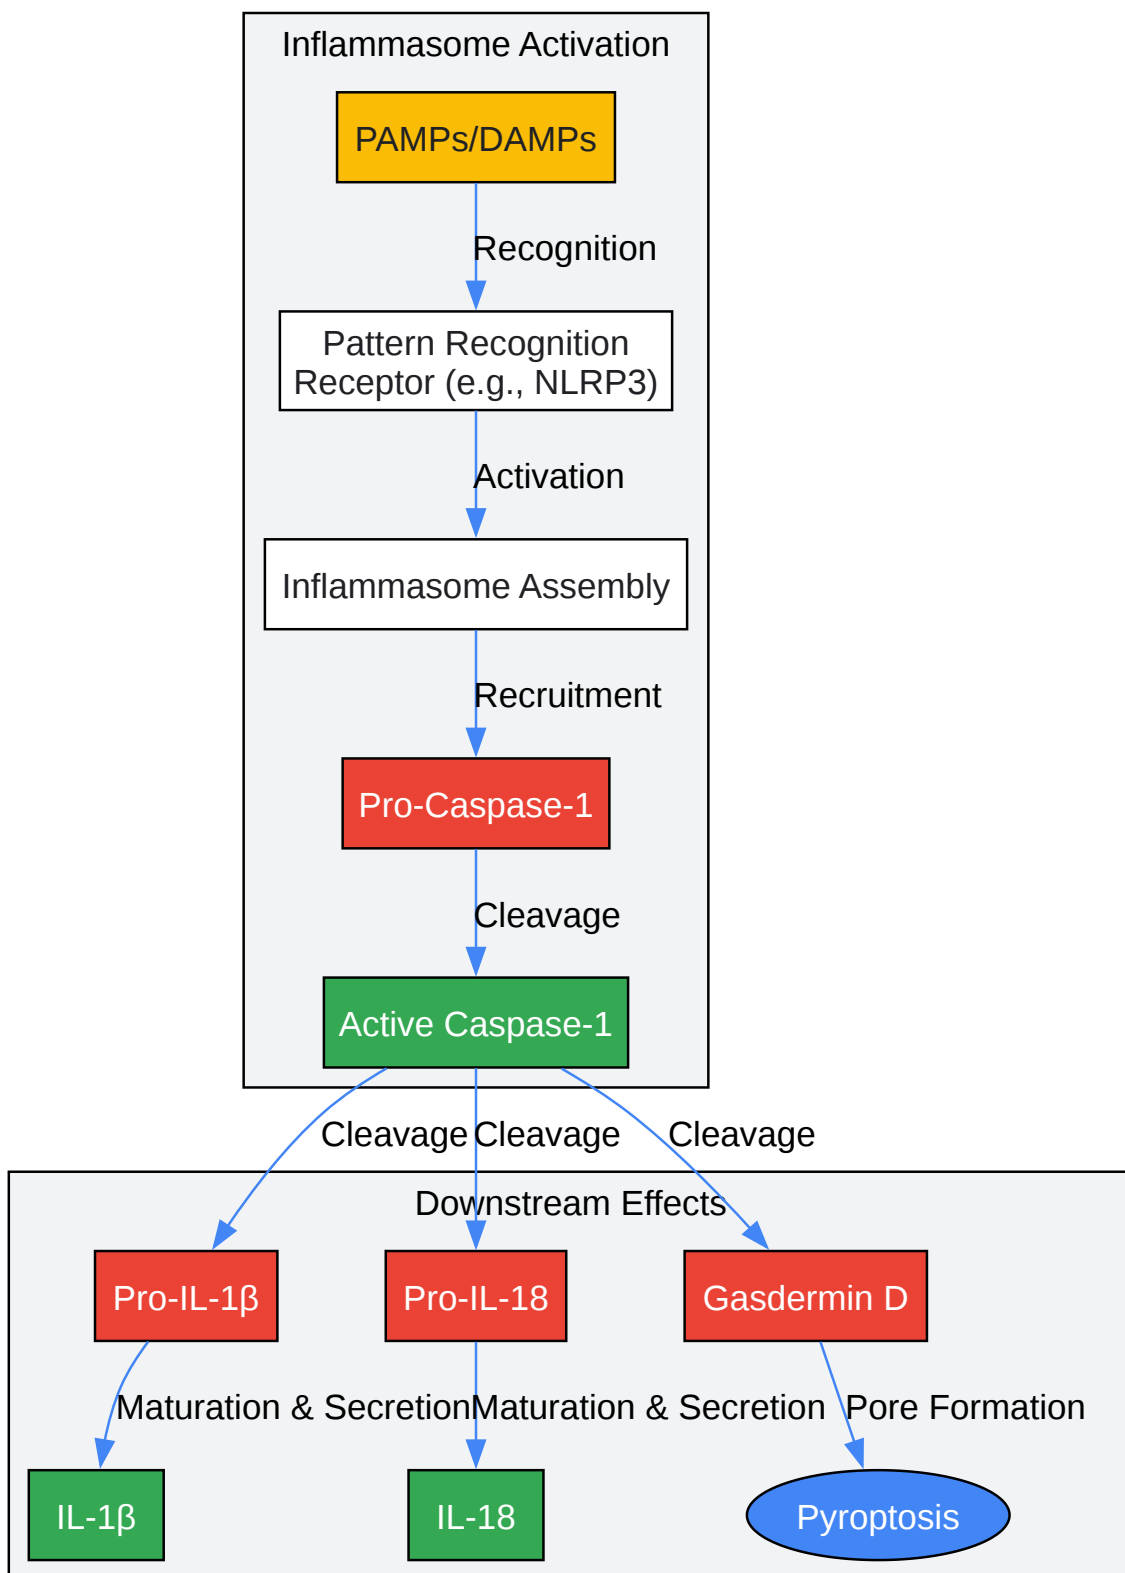 Inflammasome Activation
PAMPs/DAMPs
Recognition
Pattern Recognition
Receptor (e.g., NLRP3)
Activation
Inflammasome Assembly
Recruitment
Pro-Caspase-1
Cleavage
Active Caspase-1
Cleavage
Cleavage
Cleavage
Downstream Effects
Pro-IL-1β
Pro-IL-18
Gasdermin D
Maturation & Secretion
Maturation & Secretion
Pore Formation
IL-1β
IL-18
Pyroptosis